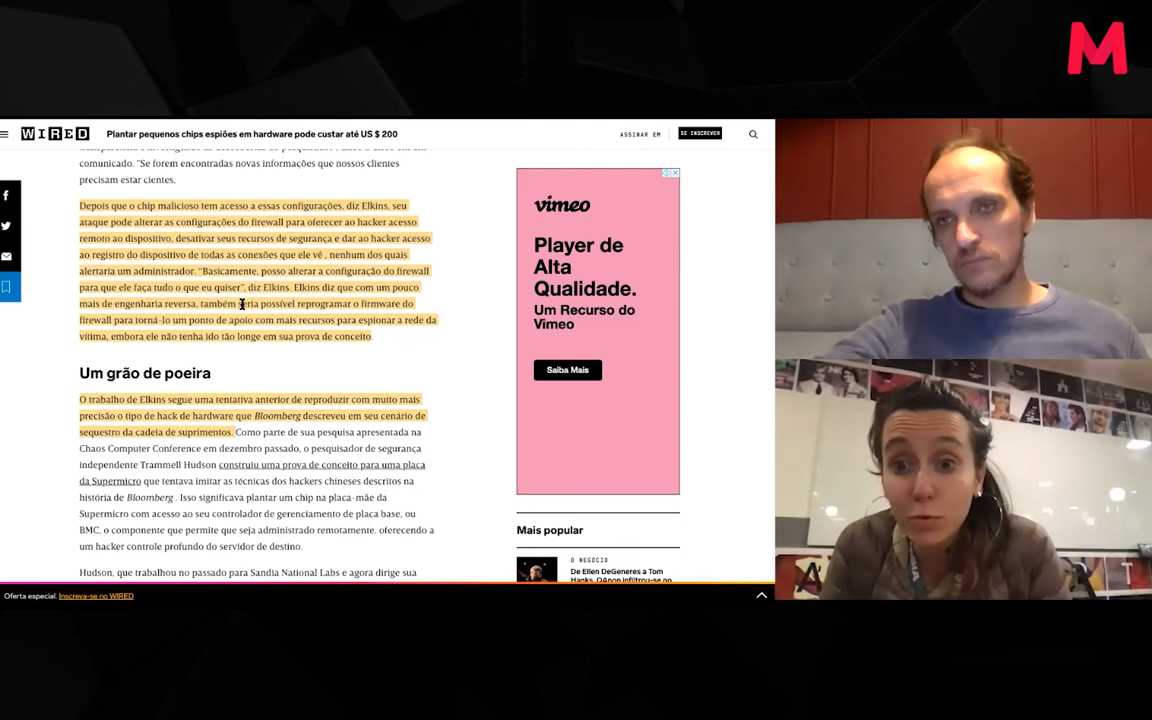 M
WIRED
Plantar pequenos chips espiões em hardware pode custar até US $ 200
ASSINAR EM
SE INSCREVER
comunicado. "Se forem encontradas novas informações que nossos clientes
precisam estar cientes,
Depois que o chip malicioso tem acesso a essas configurações, diz Elkins, seu
ataque pode alterar as configurações do firewall para oferecer ao hacker acesso
remoto ao dispositivo, desativar seus recursos de segurança e dar ao hacker acesso
ao registro do dispositivo de todas as conexões que ele vê , nenhum dos quais
alertaria um administrador. “Basicamente, posso alterar a configuração do firewall
para que ele faça tudo o que eu quiser”, diz Elkins. Elkins diz que com um pouco
mais de engenharia reversa, também seria possível reprogramar o firmware do
firewall para torná-lo um ponto de apoio com mais recursos para espionar a rede da
vítima, embora ele não tenha ido tão longe em sua prova de conceito.
Um grão de poeira
O trabalho de Elkins segue uma tentativa anterior de reproduzir com muito mais
precisão o tipo de hack de hardware que Bloomberg descreveu em seu cenário de
sequestro da cadeia de suprimentos. Como parte de sua pesquisa apresentada na
Chaos Computer Conference em dezembro passado, o pesquisador de segurança
independente Trammell Hudson construiu uma prova de conceito para uma placa
da Supermicro que tentava imitar as técnicas dos hackers chineses descritos na
história de Bloomberg . Isso significava plantar um chip na placa-mãe da
Supermicro com acesso ao seu controlador de gerenciamento de placa base, ou
BMC, o componente que permite que seja administrado remotamente, oferecendo a
um hacker controle profundo do servidor de destino.
Hudson, que trabalhou no passado para Sandia National Labs e agora dirige sua
vimeo
Player de
Alta
Qualidade.
Um Recurso do
Vimeo
Saiba Mais
Mais popular
O NEGÓCIO
De Ellen DeGeneres a Tom
Hanks, QAnon infiltrou-se no
Oferta especial. Inscreva-se no WIRED